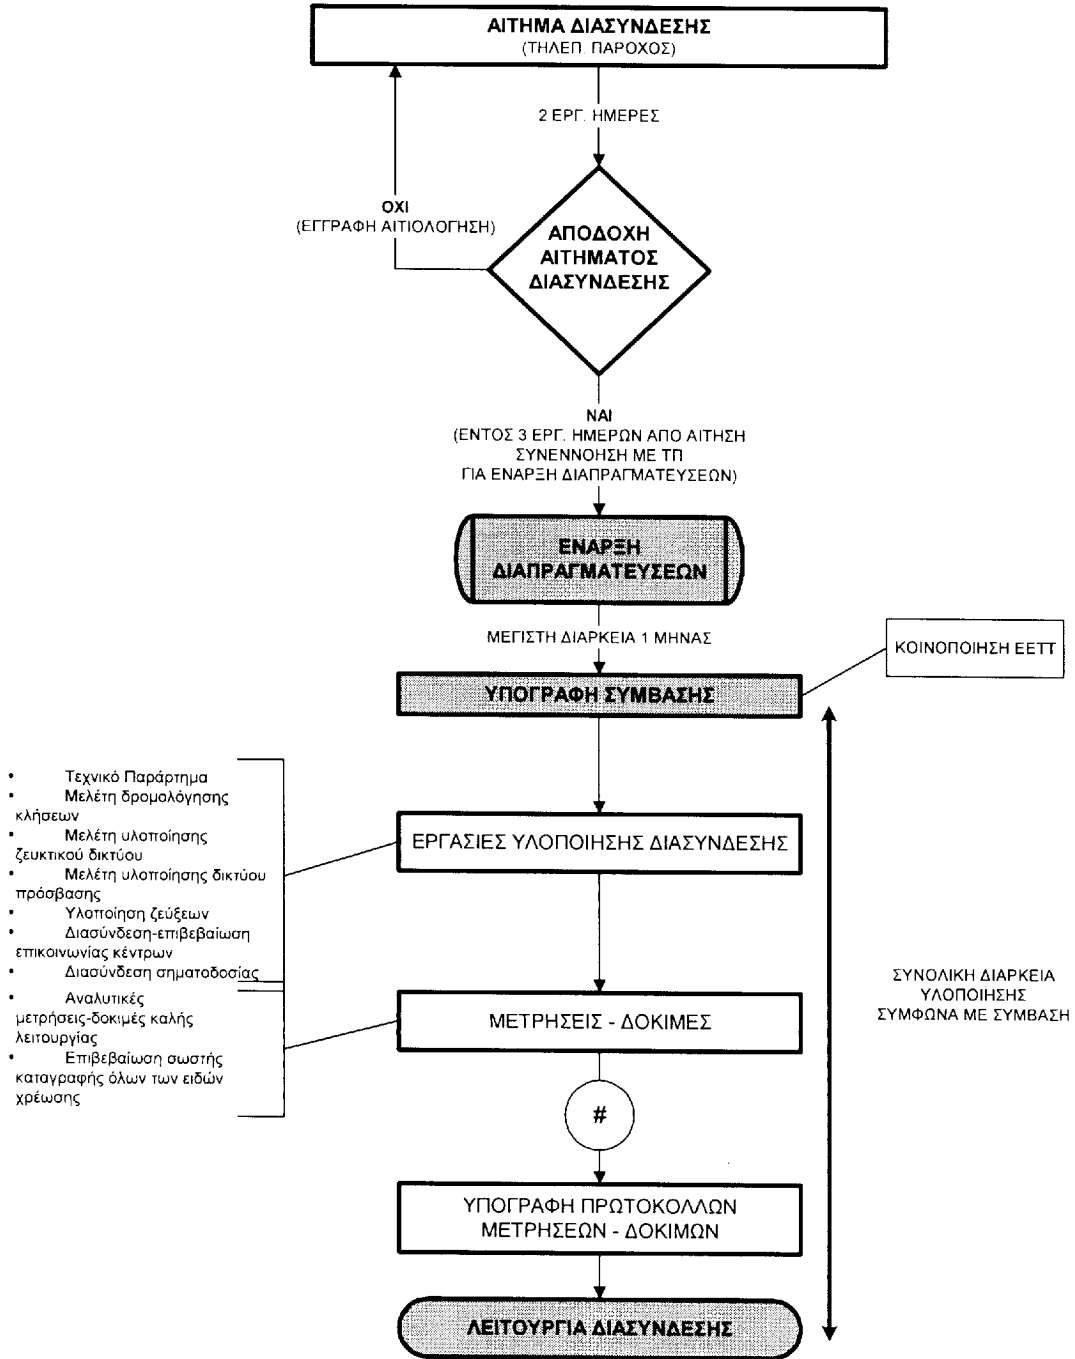 ΑΙΤΗΜΑ ΔΙΑΣΥΝΔΕΣΗΣ
(ΤΗΛΕΠ. ΠΑΡΟΧΟΣ)
2 ΕΡΓ. ΗΜΕΡΕΣ
ΟΧΙ
(ΕΓΓΡΑΦΗ ΑΙΤΙΟΛΟΓΗΣΗ)
ΑΠΟΔΟΧΗ
ΑΙΤΗΜΑΤΟΣ
ΔΙΑΣΥΝΔΕΣΗΣ
ΝΑΙ
(ΕΝΤΟΣ 3 ΕΡΓ. ΗΜΕΡΩΝ ΑΠΟ ΑΙΤΗΣΗ
ΣΥΝΕΝΝΟΗΣΗ ΜΕ ΤΠ
ΓΙΑ ΕΝΑΡΞΗ ΔΙΑΠΡΑΓΜΑΤΕΥΣΕΩΝ)
ΕΝΑΡΞΗ
ΔΙΑΠΡΑΓΜΑΤΕΥΣΕΩΝ
ΜΕΓΙΣΤΗ ΔΙΑΡΚΕΙΑ 1 ΜΗΝΑΣ
ΚΟΙΝΟΠΟΙΗΣΗ ΕΕΤΤ
ΥΠΟΓΡΑΦΗ ΣΥΜΒΑΣΗΣ
• Τεχνικό Παράρτημα
• Μελέτη δρομολόγησης
κλήσεων
• Μελέτη υλοποίησης
ζευκτικού δικτύου
• Μελέτη υλοποίησης δικτύου
πρόσβασης
• Υλοποίηση ζεύξεων
• Διασύνδεση-επιβεβαίωση
επικοινωνίας κέντρων
• Διασύνδεση σηματοδοσίας
ΕΡΓΑΣΙΕΣ ΥΛΟΠΟΙΗΣΗΣ ΔΙΑΣΥΝΔΕΣΗΣ
• Αναλυτικές
μετρήσεις-δοκιμές καλής
λειτουργίας
• Επιβεβαίωση σωστής
καταγραφής όλων των ειδών
χρέωσης
ΜΕΤΡΗΣΕΙΣ - ΔΟΚΙΜΕΣ
ΣΥΝΟΛΙΚΗ ΔΙΑΡΚΕΙΑ
ΥΛΟΠΟΙΗΣΗΣ
ΣΥΜΦΩΝΑ ΜΕ ΣΥΜΒΑΣΗ
#
ΥΠΟΓΡΑΦΗ ΠΡΩΤΟΚΟΛΛΩΝ
ΜΕΤΡΗΣΕΩΝ - ΔΟΚΙΜΩΝ
ΛΕΙΤΟΥΡΓΙΑ ΔΙΑΣΥΝΔΕΣΗΣ